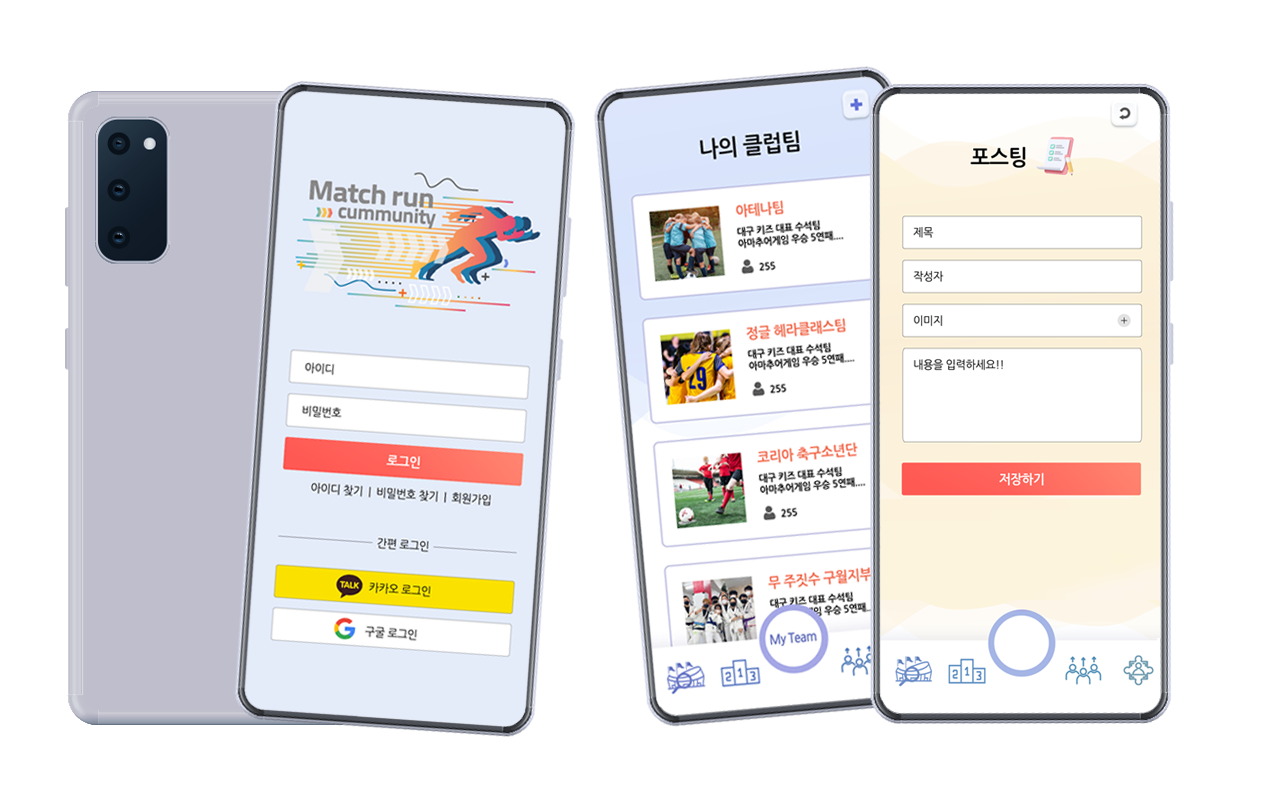 Match run
cummunity
아이디
비밀번호
로그인
아이디 찾기 | 비밀번호 찾기 | 회원가입
간편 로그인
TALK 카카오 로그인
구글 로그인
나의 클럽팀
아테나팀
대구 키즈 대표 수석팀
아마추어게임 우승 5연패....
255
정글 헤라클래스팀
대구 키즈 대표 수석팀
아마추어게임 우승 5연패....
255
29
코리아 축구소년단
대구 키즈 대표 수석팀
아마추어게임 우승 5연패....
255
무 주짓수 구월지부
대구 키즈 대표 수석팀
임 우승 5연패....
My Team
2 1 3
포스팅
제목
작성자
이미지
내용을 입력하세요!!
저장하기
2 1 3